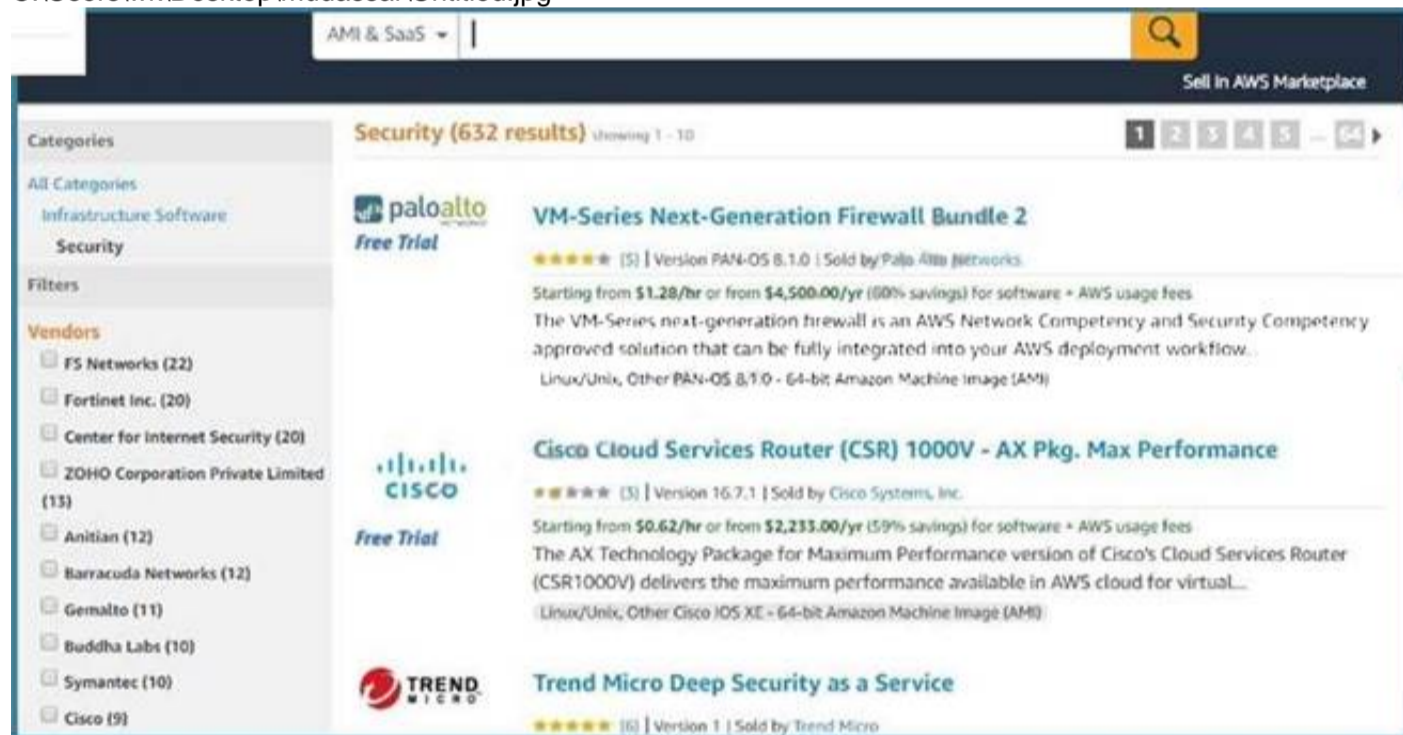 AMI & SaaS
Sell in AWS Marketplace
Categories
All Categories
Infrastructure Software
Security
Filters
Vendors
F5 Networks (22)
Fortinet Inc. (20)
Center for Internet Security (20)
ZOHO Corporation Private Limited
(13)
Anitian (12)
Barracuda Networks (12)
Gemalto (11)
Buddha Labs (10)
Symantec (10)
Cisco (9)
Security (632 results) showing 1 - 10
1 2 3 4 5 ... 64
paloalto
NETWORKS
Free Trial
VM-Series Next-Generation Firewall Bundle 2
(5) | Version PAN-OS 8.1.0 | Sold by Palo Alto Networks
Starting from $1.28/hr or from $4,500.00/yr (60% savings) for software + AWS usage fees
The VM-Series next-generation firewall is an AWS Network Competency and Security Competency
approved solution that can be fully integrated into your AWS deployment workflow...
Linux/Unix, Other PAN-OS 8.1.0 - 64-bit Amazon Machine Image (AMI)
CISCO
Free Trial
Cisco Cloud Services Router (CSR) 1000V - AX Pkg. Max Performance
(3) | Version 16.7.1 | Sold by Cisco Systems, Inc.
Starting from $0.62/hr or from $2,233.00/yr (59% savings) for software + AWS usage fees
The AX Technology Package for Maximum Performance version of Cisco's Cloud Services Router
(CSR1000V) delivers the maximum performance available in AWS cloud for virtual...
Linux/Unix, Other Cisco IOS XE - 64-bit Amazon Machine Image (AMI)
TREND
MICRO
Trend Micro Deep Security as a Service
(6) | Version 1 | Sold by Trend Micro